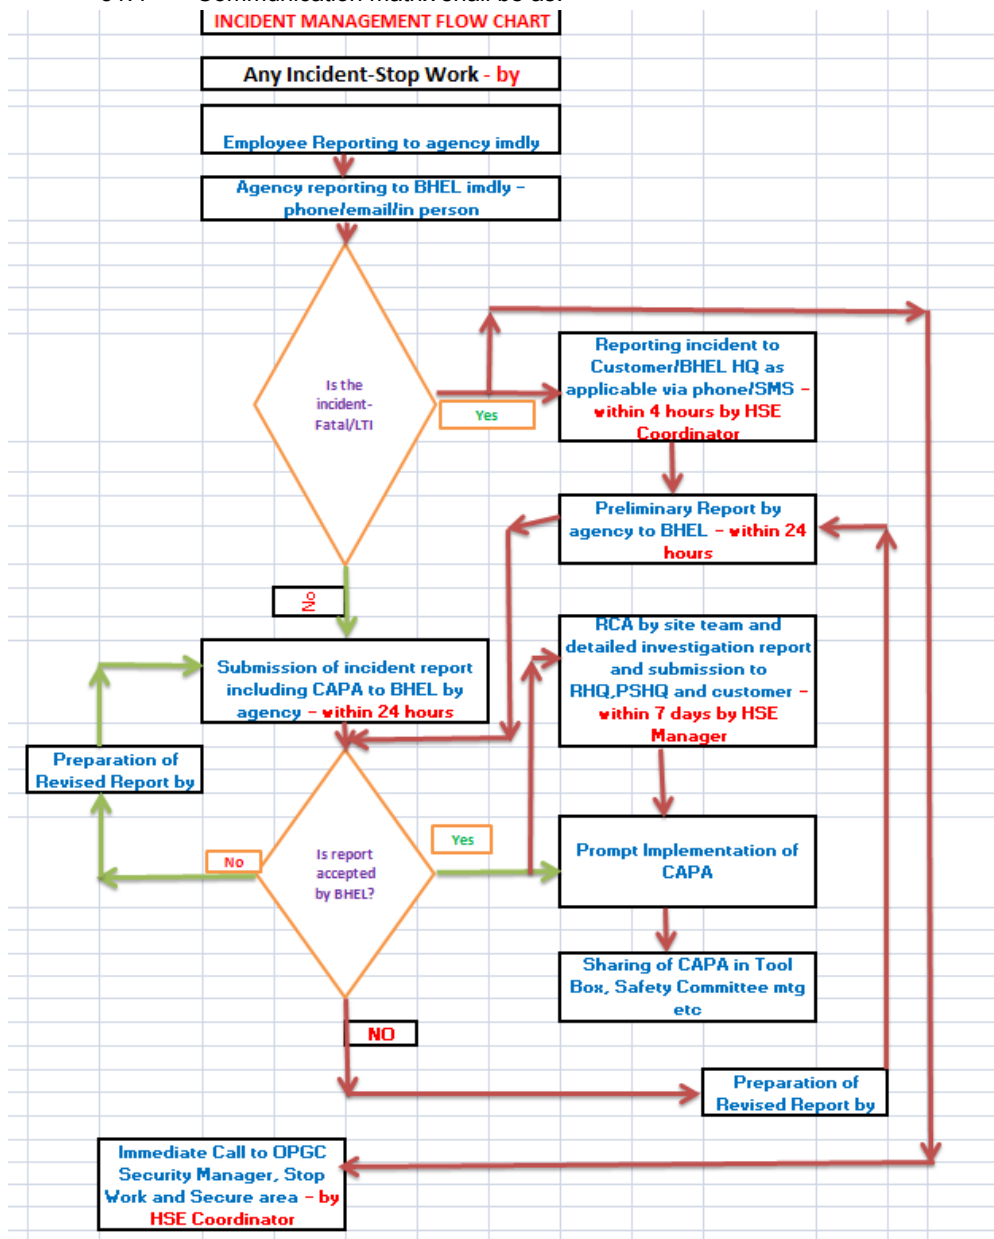 INCIDENT MANAGEMENT FLOW CHART
Any Incident-Stop Work - by
Employee Reporting to agency imdly
Agency reporting to BHEL imdly –
phone/email/in person
Is the
incident-
Fatal/LTI
Yes
Reporting incident to
Customer/BHEL HQ as
applicable via phone/SMS –
within 4 hours by HSE
Coordinator
Preliminary Report by
agency to BHEL – within 24
hours
No
Submission of incident report
including CAPA to BHEL by
agency – within 24 hours
RCA by site team and
detailed investigation report
and submission to
RHQ,PSHQ and customer –
within 7 days by HSE
Manager
Preparation of
Revised Report by
No
Is report
accepted
by BHEL?
Yes
Prompt Implementation of
CAPA
Sharing of CAPA in Tool
Box, Safety Committee mtg
etc
NO
Preparation of
Revised Report by
Immediate Call to OPGC
Security Manager, Stop
Work and Secure area – by
HSE Coordinator